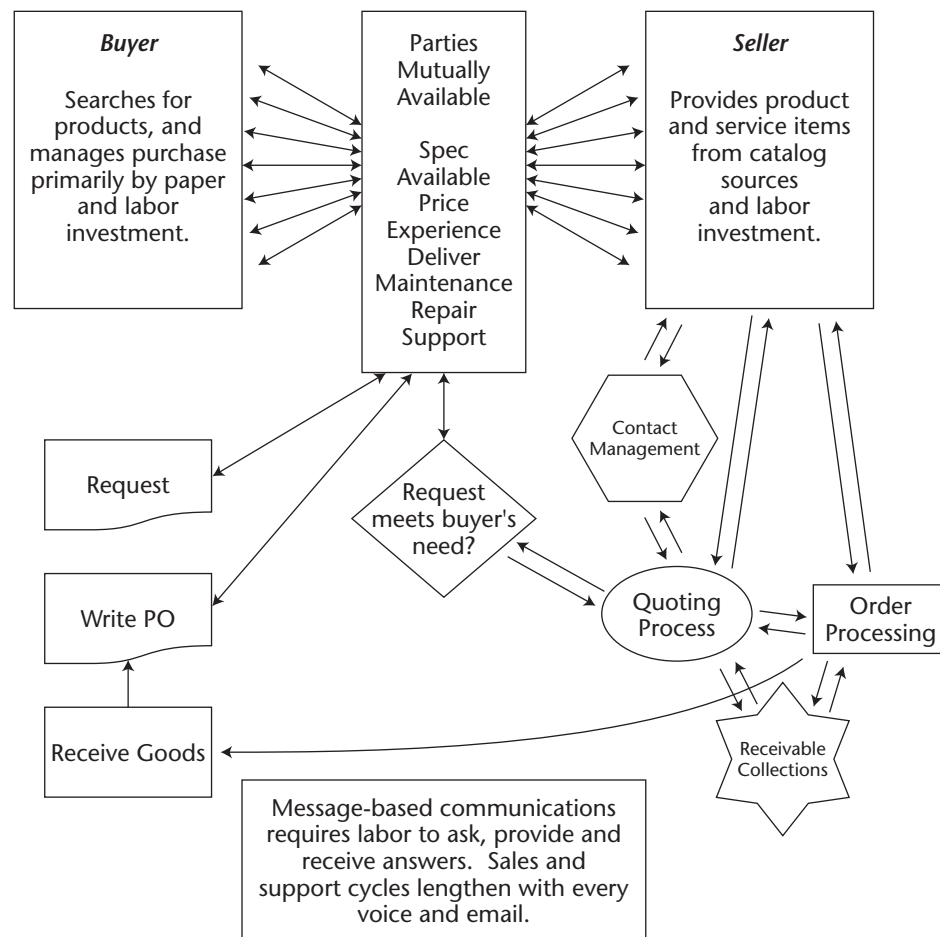 Buyer
Searches for
products, and
manages purchase
primarily by paper
and labor
investment.
Parties
Mutually
Available
Spec
Available
Price
Experience
Deliver
Maintenance
Repair
Support
Seller
Provides product
and service items
from catalog
sources
and labor
investment.
Contact
Management
Request
Request
meets buyer's
need?
Write PO
Quoting
Process
Order
Processing
Receive Goods
Receivable
Collections
Message-based communications
requires labor to ask, provide and
receive answers.  Sales and
support cycles lengthen with every
voice and email.